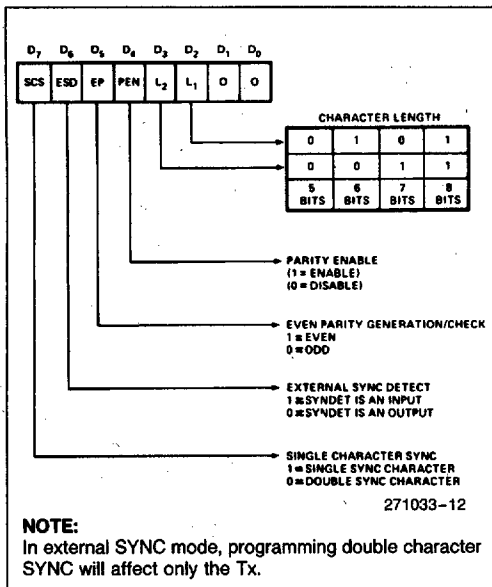 D7 D6 D5 D4 D3 D2 D1 D0
SCS ESD EP PEN L2 L1 0 0
CHARACTER LENGTH
0 1 0 1
0 0 1 1
5 BITS 6 BITS 7 BITS 8 BITS
PARITY ENABLE
(1 = ENABLE)
(0 = DISABLE)
EVEN PARITY GENERATION/CHECK
1 = EVEN
0 = ODD
EXTERNAL SYNC DETECT
1 = SYNDET IS AN INPUT
0 = SYNDET IS AN OUTPUT
SINGLE CHARACTER SYNC
1 = SINGLE SYNC CHARACTER
0 = DOUBLE SYNC CHARACTER
271033-12
NOTE:
In external SYNC mode, programming double character
SYNC will affect only the Tx.